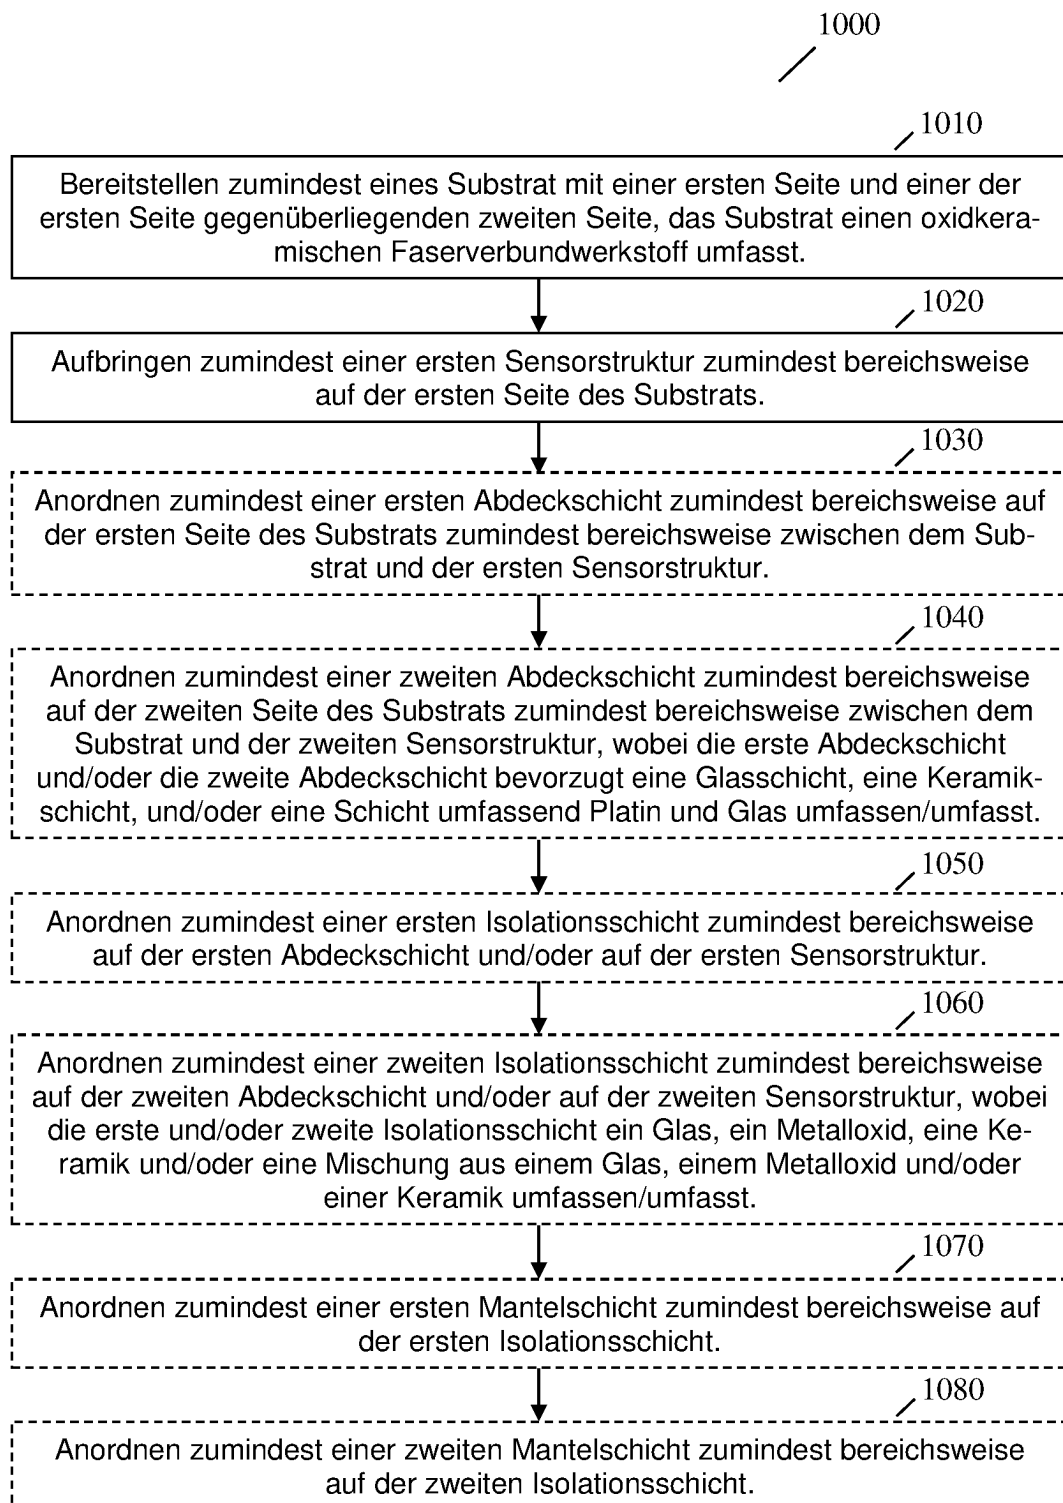 1000
1010
Bereitstellen zumindest eines Substrat mit einer ersten Seite und einer der
ersten Seite gegenüberliegenden zweiten Seite, das Substrat einen oxidkera-
mischen Faserverbundwerkstoff umfasst.
1020
Aufbringen zumindest einer ersten Sensorstruktur zumindest bereichsweise
auf der ersten Seite des Substrats.
1030
Anordnen zumindest einer ersten Abdeckschicht zumindest bereichsweise auf
der ersten Seite des Substrats zumindest bereichsweise zwischen dem Sub-
strat und der ersten Sensorstruktur.
1040
Anordnen zumindest einer zweiten Abdeckschicht zumindest bereichsweise
auf der zweiten Seite des Substrats zumindest bereichsweise zwischen dem
Substrat und der zweiten Sensorstruktur, wobei die erste Abdeckschicht
und/oder die zweite Abdeckschicht bevorzugt eine Glasschicht, eine Keramik-
schicht, und/oder eine Schicht umfassend Platin und Glas umfassen/umfasst.
1050
Anordnen zumindest einer ersten Isolationsschicht zumindest bereichsweise
auf der ersten Abdeckschicht und/oder auf der ersten Sensorstruktur.
1060
Anordnen zumindest einer zweiten Isolationsschicht zumindest bereichsweise
auf der zweiten Abdeckschicht und/oder auf der zweiten Sensorstruktur, wobei
die erste und/oder zweite Isolationsschicht ein Glas, ein Metalloxid, eine Ke-
ramik und/oder eine Mischung aus einem Glas, einem Metalloxid und/oder
einer Keramik umfassen/umfasst.
1070
Anordnen zumindest einer ersten Mantelschicht zumindest bereichsweise auf
der ersten Isolationsschicht.
1080
Anordnen zumindest einer zweiten Mantelschicht zumindest bereichsweise
auf der zweiten Isolationsschicht.